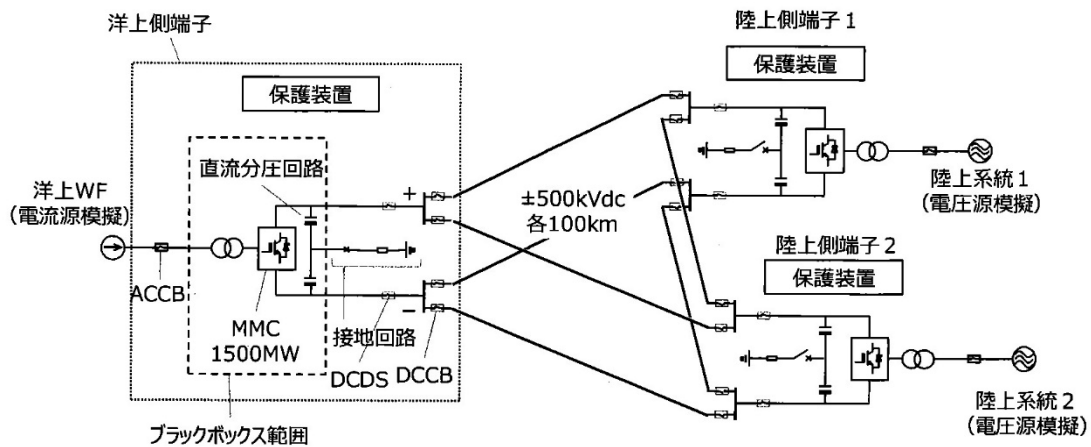 洋上側端子
保護装置
直流分圧回路
洋上WF
(電流源模擬)
ACCB
MMC
1500MW
+
−
接地回路
DCDS
DCCB
ブラックボックス範囲
±500kVdc
各100km
陸上側端子1
保護装置
陸上系統1
(電圧源模擬)
陸上側端子2
保護装置
陸上系統2
(電圧源模擬)